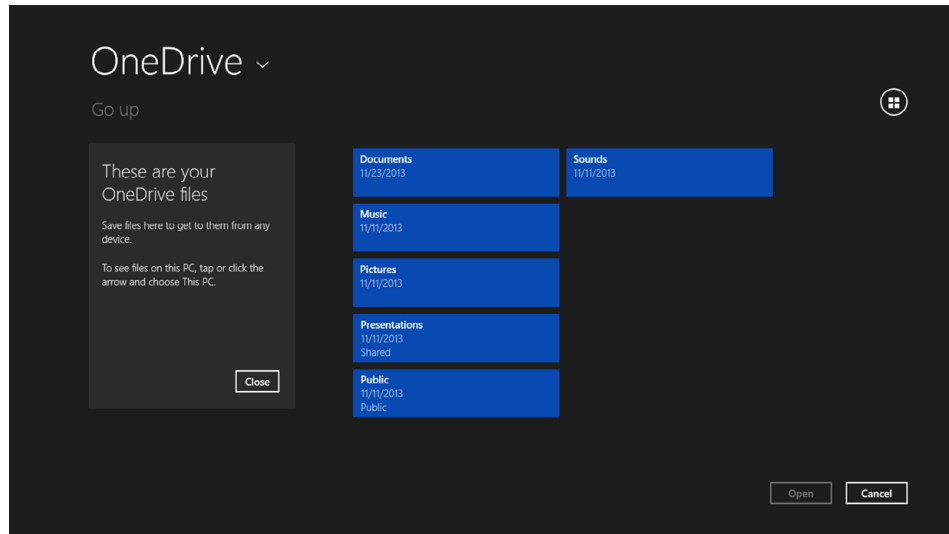 OneDrive
Go up
These are your
OneDrive files
Save files here to get to them from any
device.
To see files on this PC, tap or click the
arrow and choose This PC.
Close
Documents
11/23/2013
Music
11/11/2013
Pictures
11/11/2013
Presentations
11/11/2013
Shared
Public
11/11/2013
Public
Sounds
11/11/2013
Open
Cancel